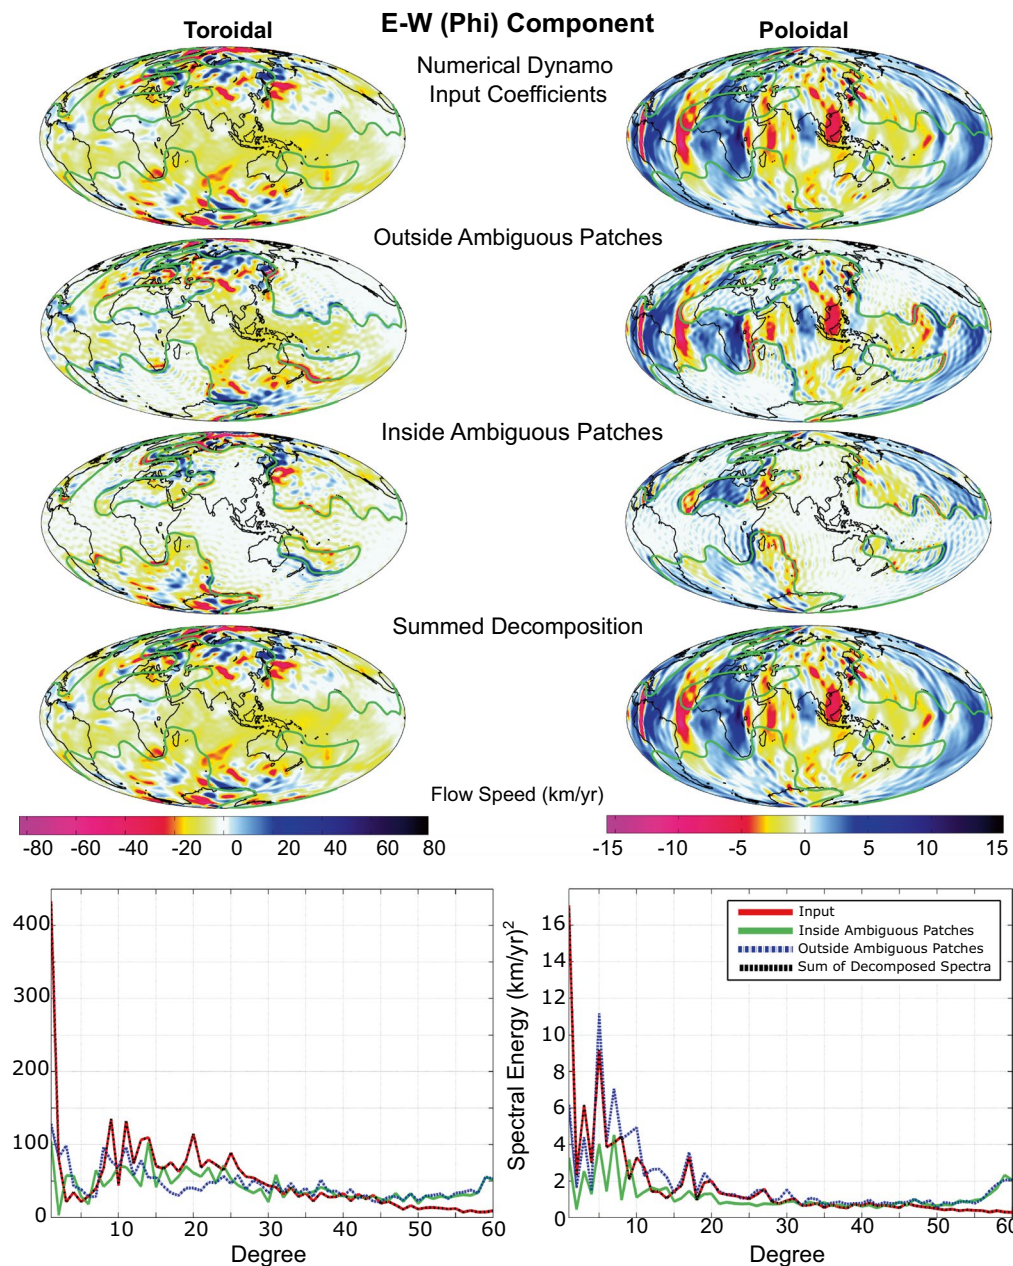 E-W (Phi) Component
Toroidal
Poloidal
Numerical Dynamo
Input Coefficients
Outside Ambiguous Patches
Inside Ambiguous Patches
Summed Decomposition
Flow Speed (km/yr)
-80 -60 -40 -20 0 20 40 60 80
-15 -10 -5 0 5 10 15
400
300
200
100
0
10 20 30 40 50 60
Degree
Spectral Energy (km/yr)²
16
14
12
10
8
6
4
2
0
10 20 30 40 50 60
Degree
Input
Inside Ambiguous Patches
Outside Ambiguous Patches
Sum of Decomposed Spectra